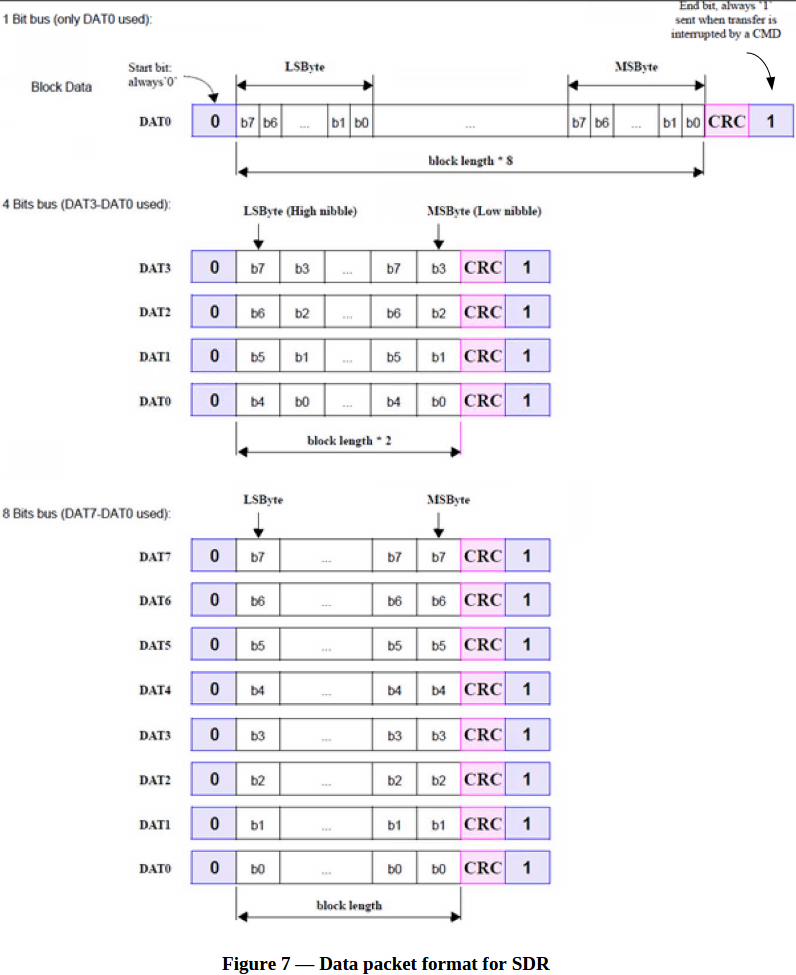 End bit, always `1`
1 Bit bus (only DAT0 used):
sent when transfer is
interrupted by a CMD
Start bit:
always`0`
LSByte
MSByte
Block Data
DAT0 0 b7 b6 ... b1 b0 ... b7 b6 ... b1 b0 CRC 1
block length * 8
4 Bits bus (DAT3-DAT0 used):
LSByte (High nibble) MSByte (Low nibble)
DAT3 0 b7 b3 ... b7 b3 CRC 1
DAT2 0 b6 b2 ... b6 b2 CRC 1
DAT1 0 b5 b1 ... b5 b1 CRC 1
DAT0 0 b4 b0 ... b4 b0 CRC 1
block length * 2
LSByte MSByte
8 Bits bus (DAT7-DAT0 used):
DAT7 0 b7 ... b7 b7 CRC 1
DAT6 0 b6 ... b6 b6 CRC 1
DAT5 0 b5 ... b5 b5 CRC 1
DAT4 0 b4 ... b4 b4 CRC 1
DAT3 0 b3 ... b3 b3 CRC 1
DAT2 0 b2 ... b2 b2 CRC 1
DAT1 0 b1 ... b1 b1 CRC 1
DAT0 0 b0 ... b0 b0 CRC 1
block length
Figure 7 — Data packet format for SDR